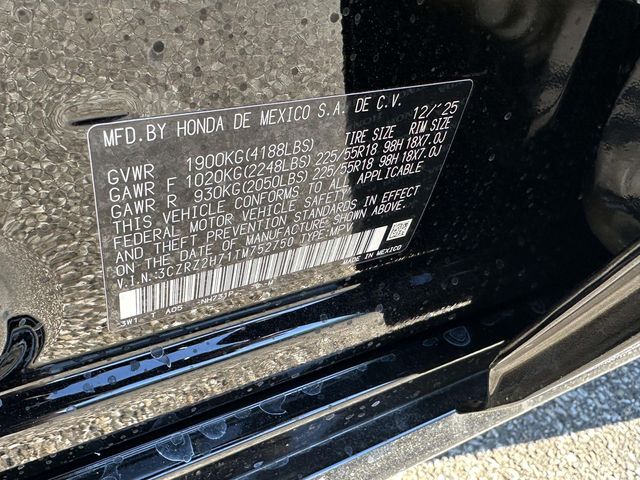 MFD. BY HONDA DE MEXICO S.A. DE C.V. 12/'25
TIRE SIZE RIM SIZE
GVWR 1900KG(4188LBS)
GAWR F 1020KG(2248LBS) 225/55R18 98H 18X7.0J
GAWR R 930KG(2050LBS) 225/55R18 98H 18X7.0J
THIS VEHICLE CONFORMS TO ALL APPLICABLE
FEDERAL MOTOR VEHICLE SAFETY
AND THEFT PREVENTION STANDARDS IN EFFECT
ON THE DATE OF MANUFACTURE SHOWN ABOVE.
V.I.N.:3CZRZ2H71TM752750 TYPE:MPV
MADE IN MEXICO
3W1 A05